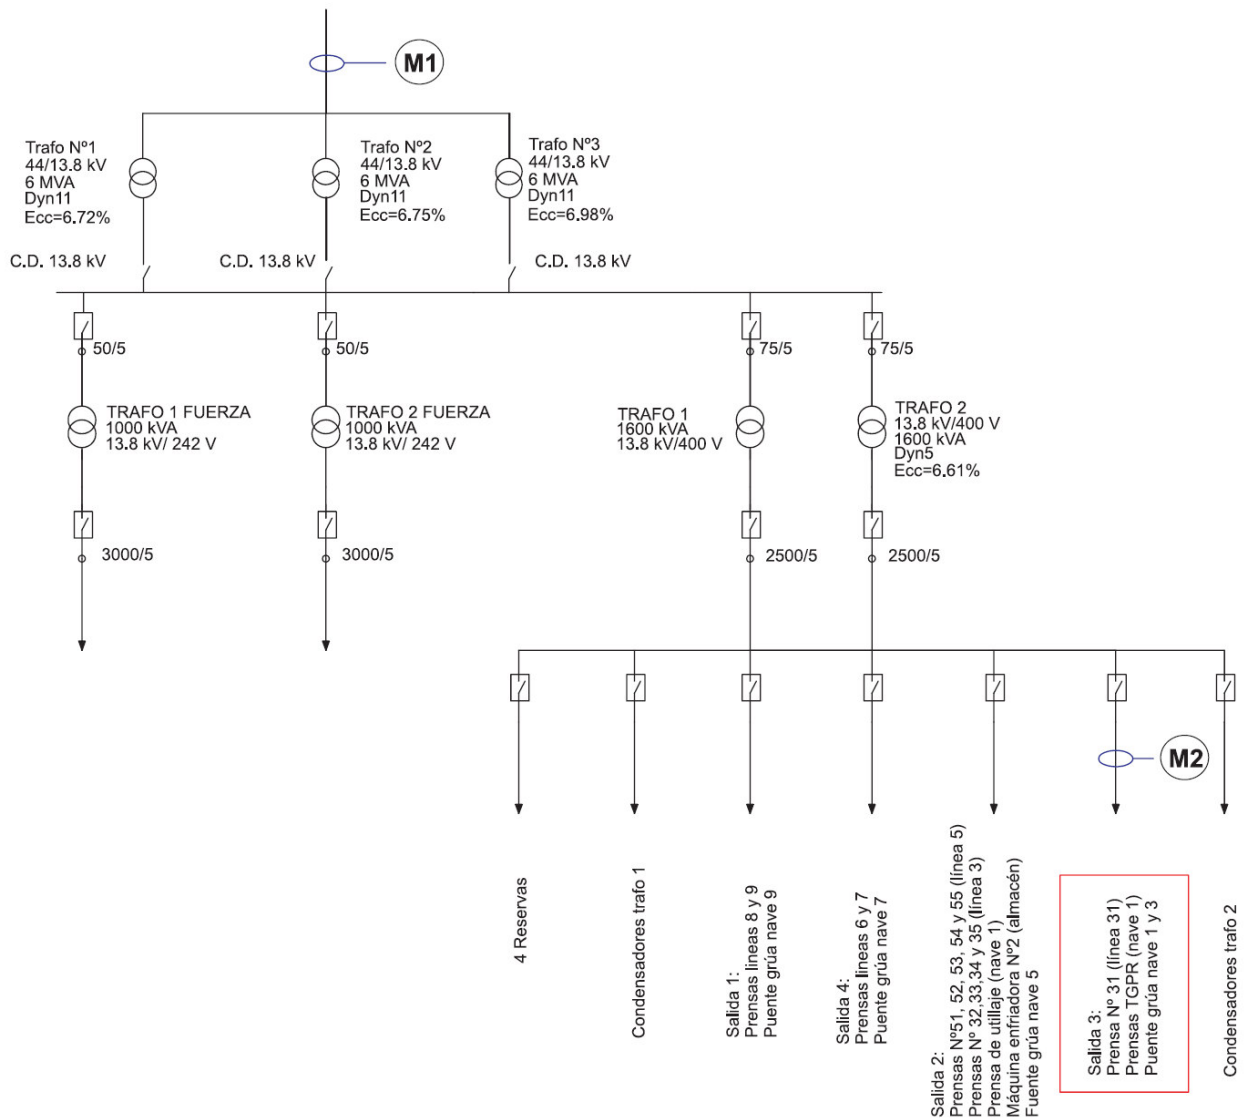 M1
Trafo Nº1
44/13.8 kV
6 MVA
Dyn11
Ecc=6.72%
Trafo Nº2
44/13.8 kV
6 MVA
Dyn11
Ecc=6.75%
Trafo Nº3
44/13.8 kV
6 MVA
Dyn11
Ecc=6.98%
C.D. 13.8 kV
C.D. 13.8 kV
C.D. 13.8 kV
50/5
50/5
75/5
75/5
TRAFO 1 FUERZA
1000 kVA
13.8 kV/ 242 V
TRAFO 2 FUERZA
1000 kVA
13.8 kV/ 242 V
TRAFO 1
1600 kVA
13.8 kV/400 V
TRAFO 2
13.8 kV/400 V
1600 kVA
Dyn5
Ecc=6.61%
3000/5
3000/5
2500/5
2500/5
M2
4 Reservas
Condensadores trafo 1
Salida 1:
Prensas lineas 8 y 9
Puente grúa nave 9
Salida 4:
Prensas lineas 6 y 7
Puente grúa nave 7
Salida 2:
Prensas Nº51, 52, 53, 54 y 55 (línea 5)
Prensas Nº 32,33,34 y 35 (línea 3)
Prensa de utillaje (nave 1)
Máquina enfriadora Nº2 (almacén)
Fuente grúa nave 5
Salida 3:
Prensa Nº 31 (línea 31)
Prensas TGPR (nave 1)
Puente grúa nave 1 y 3
Condensadores trafo 2